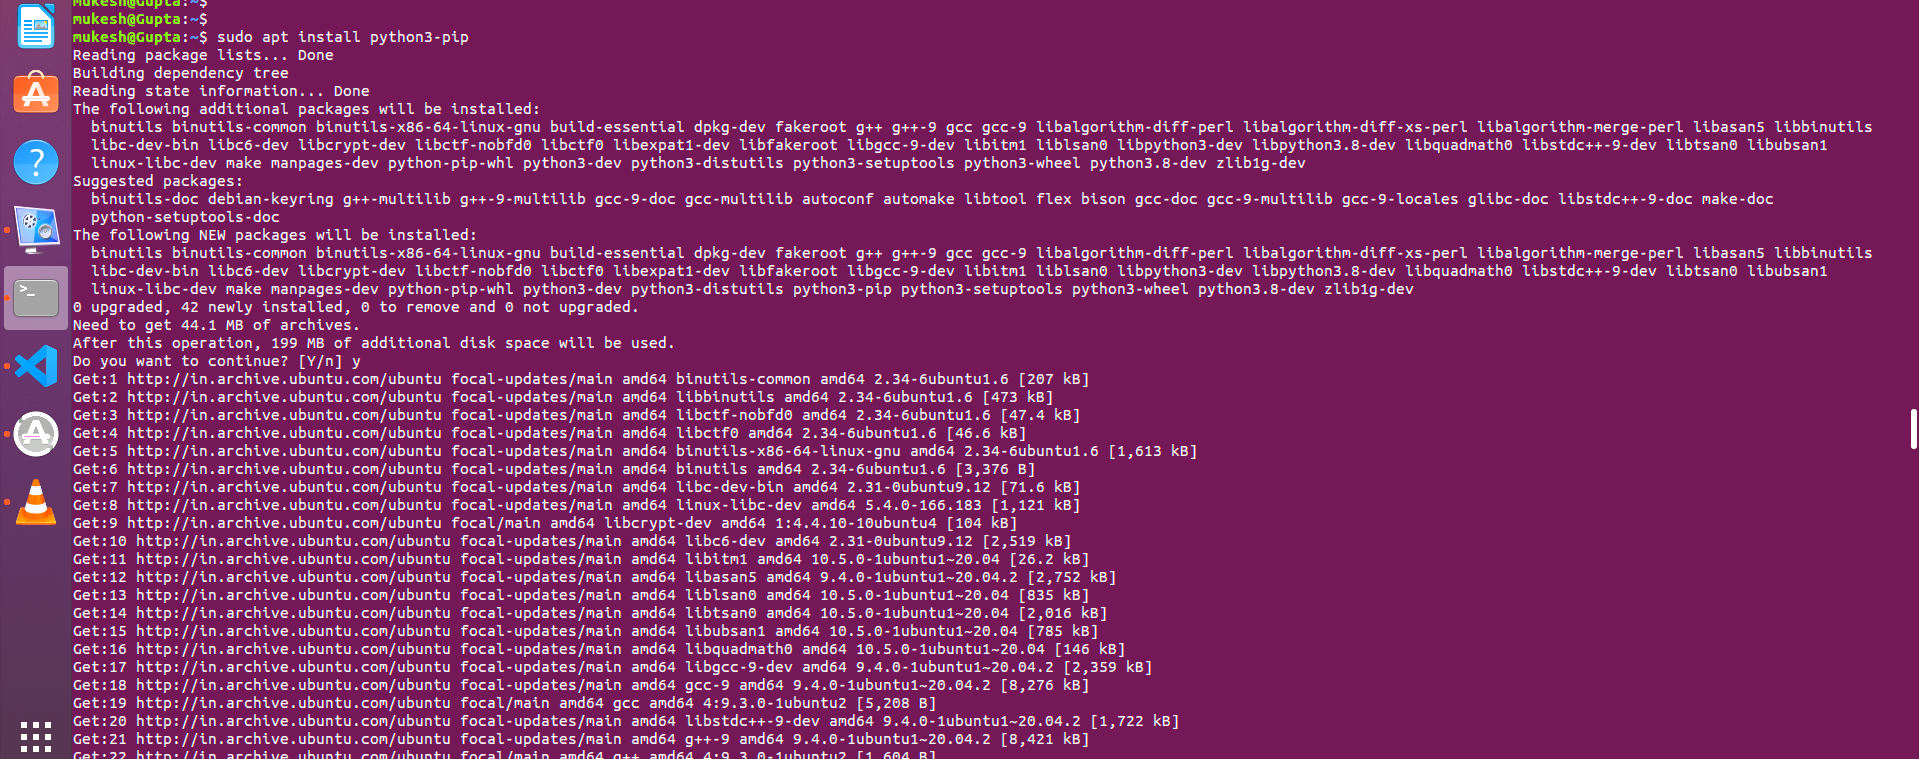 mukesh@Gupta:~$
mukesh@Gupta:~$
mukesh@Gupta:~$ sudo apt install python3-pip
Reading package lists... Done
Building dependency tree
Reading state information... Done
The following additional packages will be installed:
  binutils binutils-common binutils-x86-64-linux-gnu build-essential dpkg-dev fakeroot g++ g++-9 gcc gcc-9 libalgorithm-diff-perl libalgorithm-diff-xs-perl libalgorithm-merge-perl libasan5 libbinutils
  libc-dev-bin libc6-dev libcrypt-dev libctf-nobfd0 libctf0 libexpat1-dev libfakeroot libgcc-9-dev libitm1 liblsan0 libpython3-dev libpython3.8-dev libquadmath0 libstdc++-9-dev libtsan0 libubsan1
  linux-libc-dev make manpages-dev python-pip-whl python3-dev python3-distutils python3-setuptools python3-wheel python3.8-dev zlib1g-dev
Suggested packages:
  binutils-doc debian-keyring g++-multilib g++-9-multilib gcc-9-doc gcc-multilib autoconf automake libtool flex bison gcc-doc gcc-9-multilib gcc-9-locales glibc-doc libstdc++-9-doc make-doc
  python-setuptools-doc
The following NEW packages will be installed:
  binutils binutils-common binutils-x86-64-linux-gnu build-essential dpkg-dev fakeroot g++ g++-9 gcc gcc-9 libalgorithm-diff-perl libalgorithm-diff-xs-perl libalgorithm-merge-perl libasan5 libbinutils
  libc-dev-bin libc6-dev libcrypt-dev libctf-nobfd0 libctf0 libexpat1-dev libfakeroot libgcc-9-dev libitm1 liblsan0 libpython3-dev libpython3.8-dev libquadmath0 libstdc++-9-dev libtsan0 libubsan1
  linux-libc-dev make manpages-dev python-pip-whl python3-dev python3-distutils python3-pip python3-setuptools python3-wheel python3.8-dev zlib1g-dev
0 upgraded, 42 newly installed, 0 to remove and 0 not upgraded.
Need to get 44.1 MB of archives.
After this operation, 199 MB of additional disk space will be used.
Do you want to continue? [Y/n] y
Get:1 http://in.archive.ubuntu.com/ubuntu focal-updates/main amd64 binutils-common amd64 2.34-6ubuntu1.6 [207 kB]
Get:2 http://in.archive.ubuntu.com/ubuntu focal-updates/main amd64 libbinutils amd64 2.34-6ubuntu1.6 [473 kB]
Get:3 http://in.archive.ubuntu.com/ubuntu focal-updates/main amd64 libctf-nobfd0 amd64 2.34-6ubuntu1.6 [47.4 kB]
Get:4 http://in.archive.ubuntu.com/ubuntu focal-updates/main amd64 libctf0 amd64 2.34-6ubuntu1.6 [46.6 kB]
Get:5 http://in.archive.ubuntu.com/ubuntu focal-updates/main amd64 binutils-x86-64-linux-gnu amd64 2.34-6ubuntu1.6 [1,613 kB]
Get:6 http://in.archive.ubuntu.com/ubuntu focal-updates/main amd64 binutils amd64 2.34-6ubuntu1.6 [3,376 B]
Get:7 http://in.archive.ubuntu.com/ubuntu focal-updates/main amd64 libc-dev-bin amd64 2.31-0ubuntu9.12 [71.6 kB]
Get:8 http://in.archive.ubuntu.com/ubuntu focal-updates/main amd64 linux-libc-dev amd64 5.4.0-166.183 [1,121 kB]
Get:9 http://in.archive.ubuntu.com/ubuntu focal/main amd64 libcrypt-dev amd64 1:4.4.10-10ubuntu4 [104 kB]
Get:10 http://in.archive.ubuntu.com/ubuntu focal-updates/main amd64 libc6-dev amd64 2.31-0ubuntu9.12 [2,519 kB]
Get:11 http://in.archive.ubuntu.com/ubuntu focal-updates/main amd64 libitm1 amd64 10.5.0-1ubuntu1~20.04 [26.2 kB]
Get:12 http://in.archive.ubuntu.com/ubuntu focal-updates/main amd64 libasan5 amd64 9.4.0-1ubuntu1~20.04.2 [2,752 kB]
Get:13 http://in.archive.ubuntu.com/ubuntu focal-updates/main amd64 liblsan0 amd64 10.5.0-1ubuntu1~20.04 [835 kB]
Get:14 http://in.archive.ubuntu.com/ubuntu focal-updates/main amd64 libtsan0 amd64 10.5.0-1ubuntu1~20.04 [2,016 kB]
Get:15 http://in.archive.ubuntu.com/ubuntu focal-updates/main amd64 libubsan1 amd64 10.5.0-1ubuntu1~20.04 [785 kB]
Get:16 http://in.archive.ubuntu.com/ubuntu focal-updates/main amd64 libquadmath0 amd64 10.5.0-1ubuntu1~20.04 [146 kB]
Get:17 http://in.archive.ubuntu.com/ubuntu focal-updates/main amd64 libgcc-9-dev amd64 9.4.0-1ubuntu1~20.04.2 [2,359 kB]
Get:18 http://in.archive.ubuntu.com/ubuntu focal-updates/main amd64 gcc-9 amd64 9.4.0-1ubuntu1~20.04.2 [8,276 kB]
Get:19 http://in.archive.ubuntu.com/ubuntu focal/main amd64 gcc amd64 4:9.3.0-1ubuntu2 [5,208 B]
Get:20 http://in.archive.ubuntu.com/ubuntu focal-updates/main amd64 libstdc++-9-dev amd64 9.4.0-1ubuntu1~20.04.2 [1,722 kB]
Get:21 http://in.archive.ubuntu.com/ubuntu focal-updates/main amd64 g++-9 amd64 9.4.0-1ubuntu1~20.04.2 [8,421 kB]
Get:22 http://in.archive.ubuntu.com/ubuntu focal/main amd64 g++ amd64 4:9.3.0-1ubuntu2 [1,604 B]